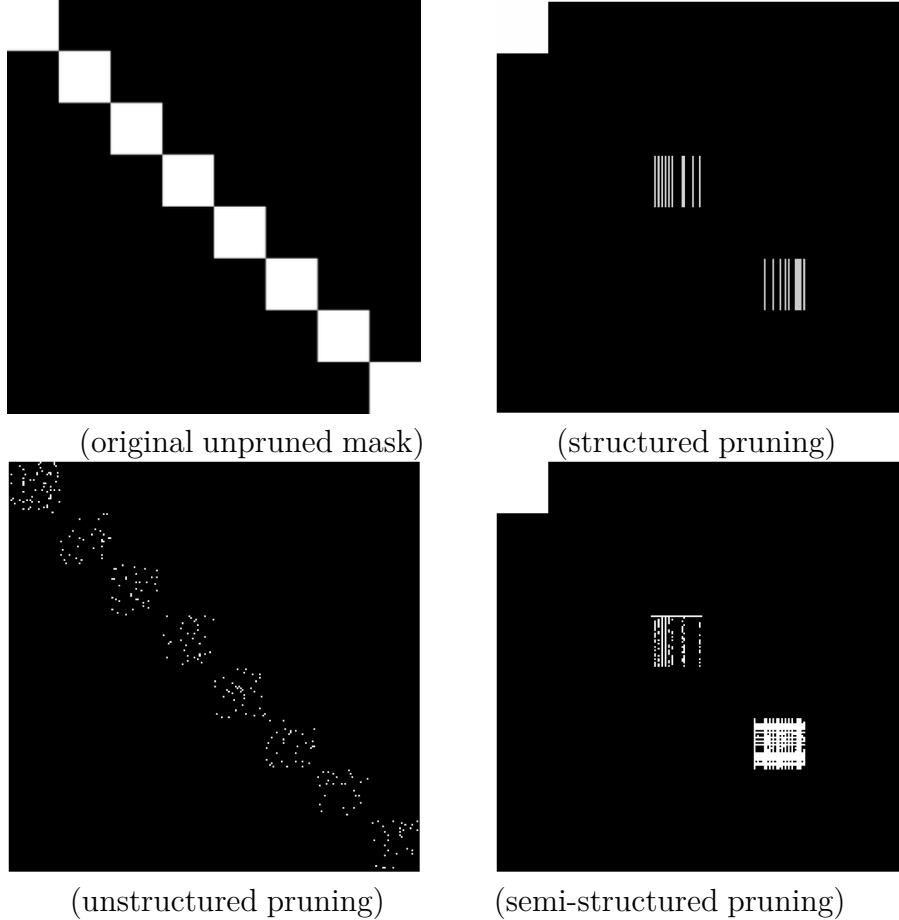 (original unpruned mask)
(structured pruning)
(unstructured pruning)
(semi-structured pruning)